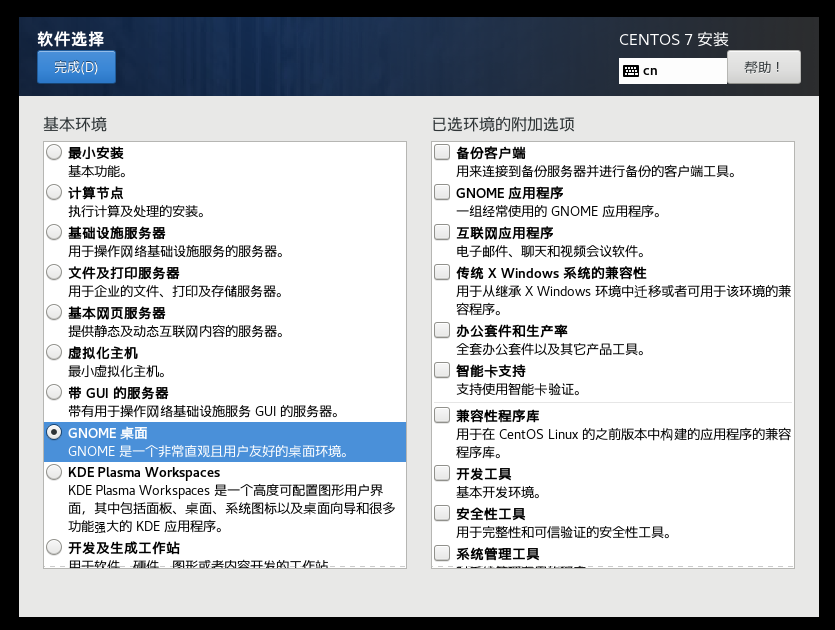 软件选择
完成(D)
CENTOS 7 安装
cn
帮助！
基本环境
最小安装
基本功能。
计算节点
执行计算及处理的安装。
基础设施服务器
用于操作网络基础设施服务的服务器。
文件及打印服务器
用于企业的文件、打印及存储服务器。
基本网页服务器
提供静态及动态互联网内容的服务器。
虚拟化主机
最小虚拟化主机。
带 GUI 的服务器
带有用于操作网络基础设施服务 GUI 的服务器。
GNOME 桌面
GNOME 是一个非常直观且用户友好的桌面环境。
KDE Plasma Workspaces
KDE Plasma Workspaces 是一个高度可配置图形用户界
面，其中包括面板、桌面、系统图标以及桌面向导和很多
功能强大的 KDE 应用程序。
开发及生成工作站
用于软件、硬件、图形或者内容开发的工作站
已选环境的附加选项
备份客户端
用来连接到备份服务器并进行备份的客户端工具。
GNOME 应用程序
一组经常使用的 GNOME 应用程序。
互联网应用程序
电子邮件、聊天和视频会议软件。
传统 X Windows 系统的兼容性
用于从继承 X Windows 环境中迁移或者可用于该环境的兼
容程序。
办公套件和生产率
全套办公套件以及其它产品工具。
智能卡支持
支持使用智能卡验证。
兼容性程序库
用于在 CentOS Linux 的之前版本中构建的应用程序的兼容
程序库。
开发工具
基本开发环境。
安全性工具
用于完整性和可信验证的安全性工具。
系统管理工具